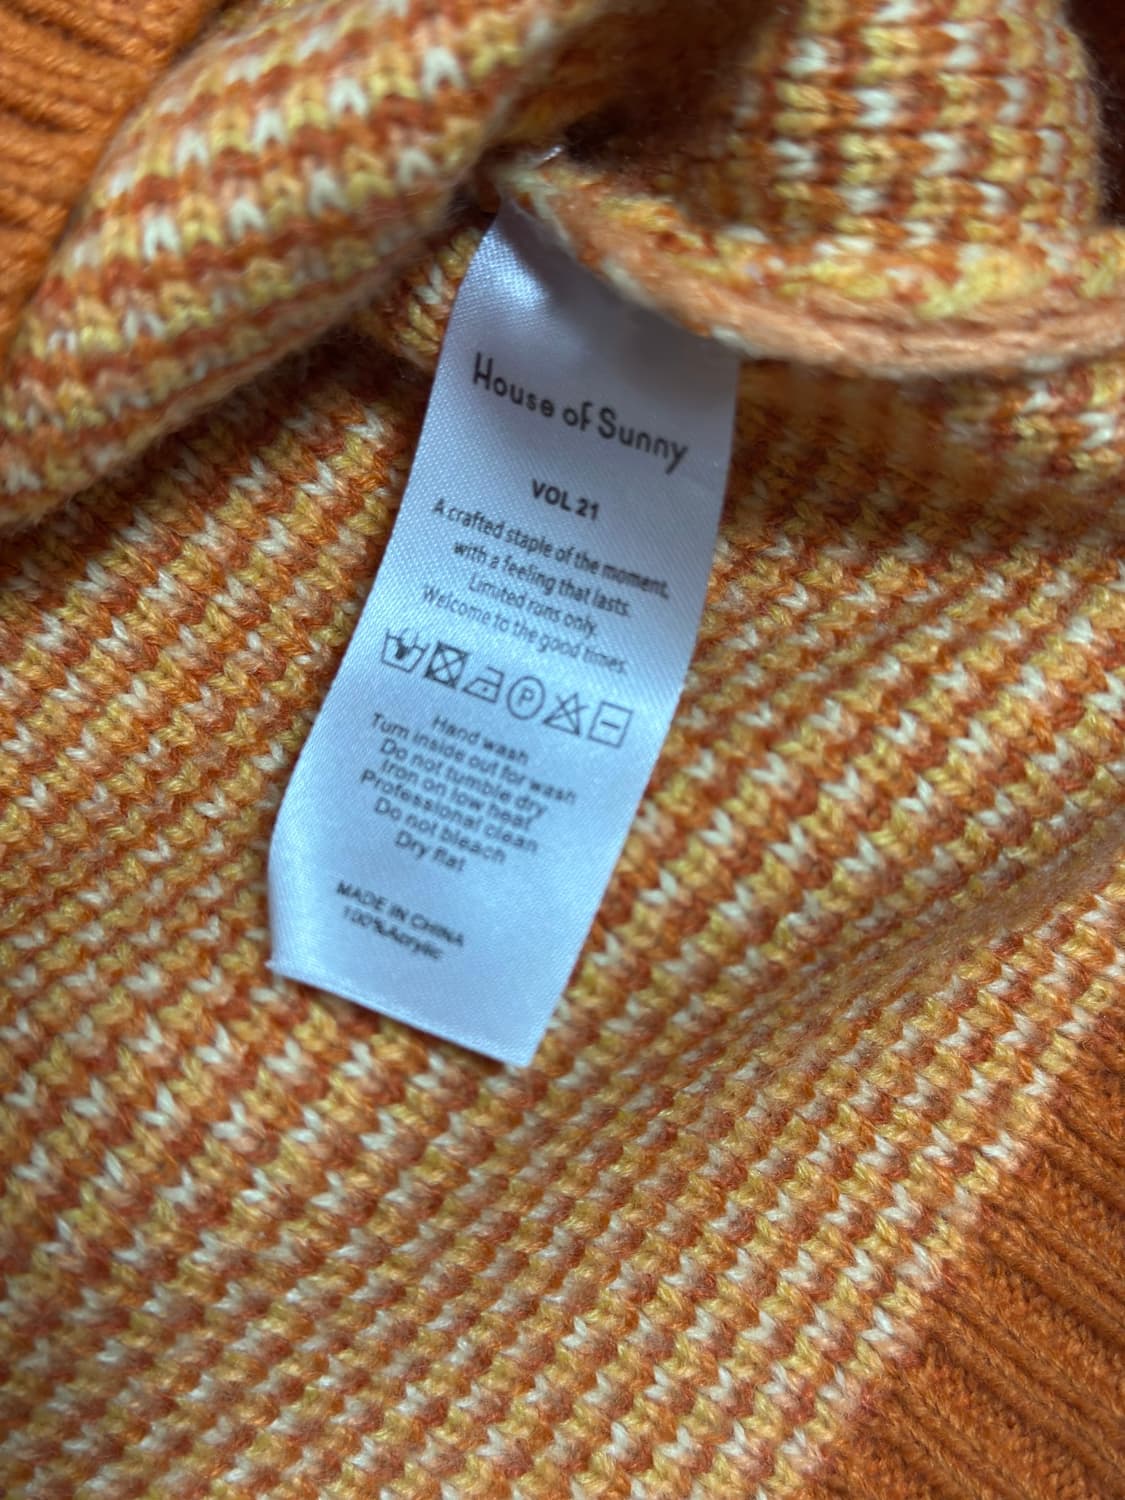 House of Sunny
VOL 21
A crafted staple of the moment,
with a feeling that lasts.
Limited runs only.
Welcome to the good times.
P
Hand wash
Turn inside out for wash
Do not tumble dry
Iron on low heat
Professional clean
Do not bleach
Dry flat
MADE IN CHINA
100%Acrylic